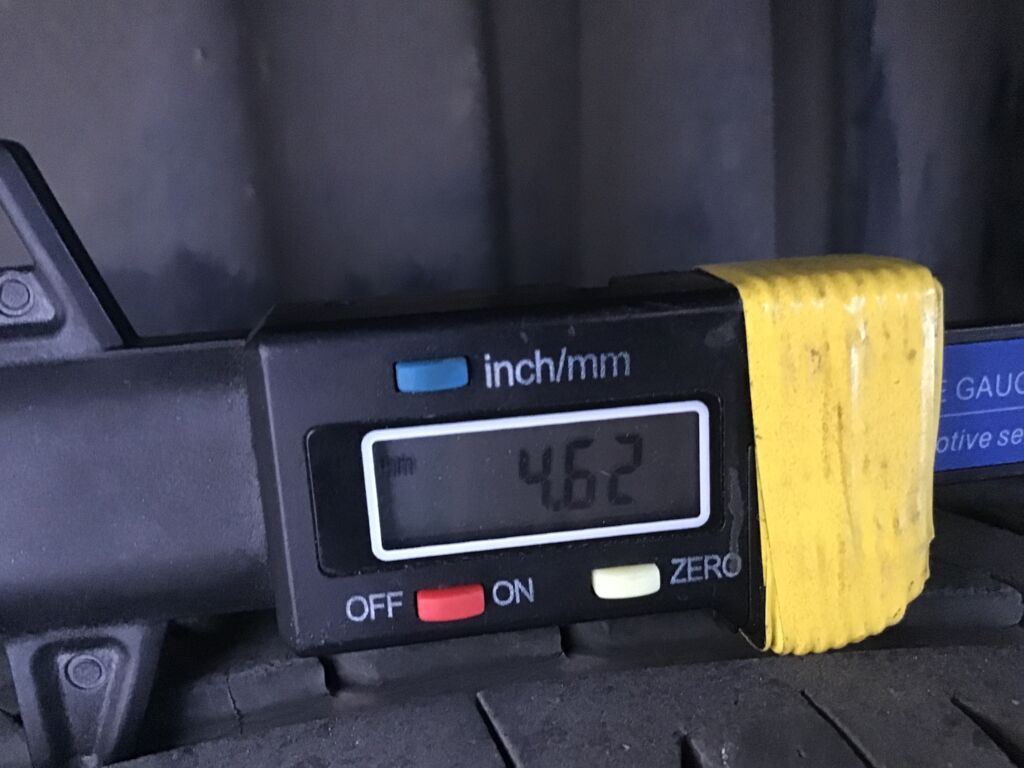 inch/mm
mm 4.62
OFF ON ZERO
GAUG
otive se